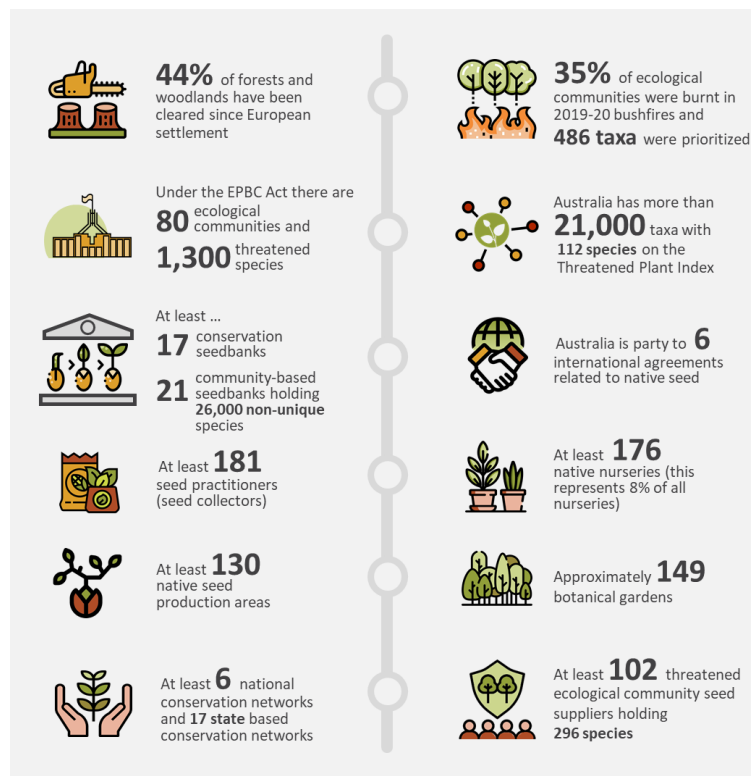 44% of forests and
woodlands have been
cleared since European
settlement
35% of ecological
communities were burnt in
2019-20 bushfires and
486 taxa were prioritized
Under the EPBC Act there are
80 ecological
communities and
1,300 threatened
species
Australia has more than
21,000 taxa with
112 species on the
Threatened Plant Index
At least ...
17 conservation
seedbanks
21 community-based
seedbanks holding
26,000 non-unique
species
Australia is party to 6
international agreements
related to native seed
At least 181
seed practitioners
(seed collectors)
At least 176
native nurseries (this
represents 8% of all
nurseries)
At least 130
native seed
production areas
Approximately 149
botanical gardens
At least 6 national
conservation networks
and 17 state based
conservation networks
At least 102 threatened
ecological community seed
suppliers holding
296 species